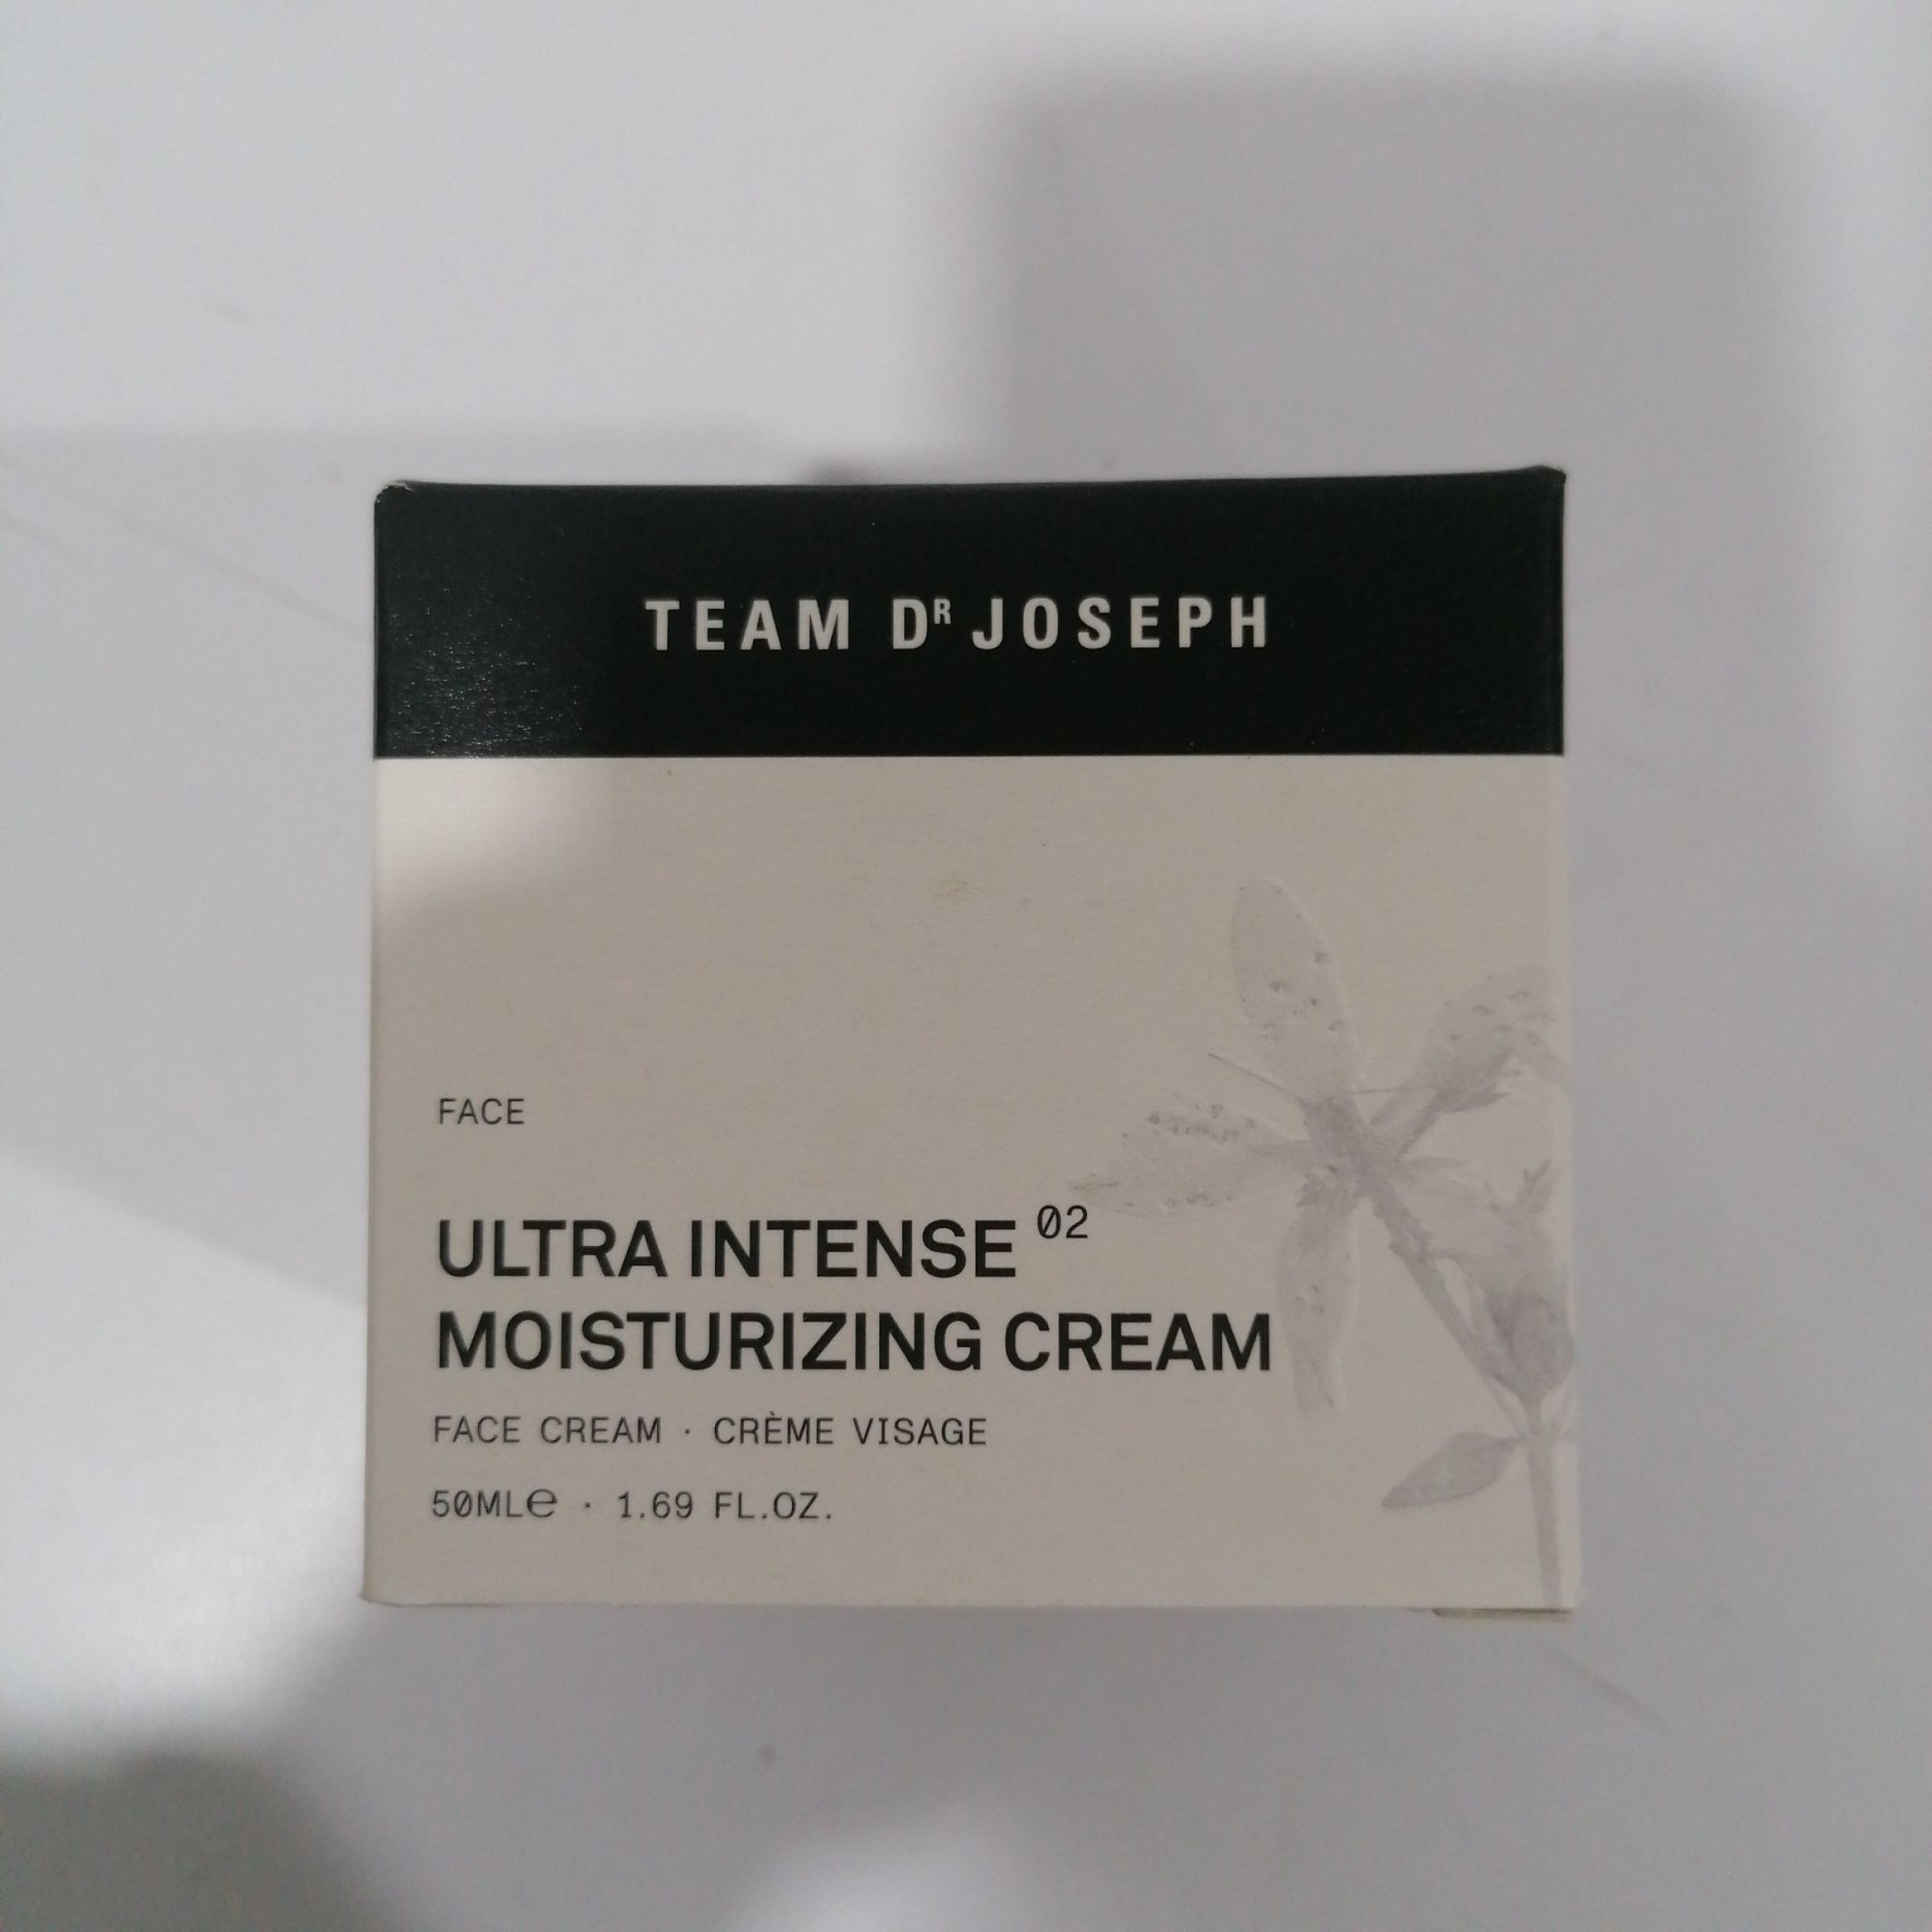 TEAM DR JOSEPH
FACE
ULTRA INTENSE 02
MOISTURIZING CREAM
FACE CREAM · CRÈME VISAGE
50ML℮ · 1.69 FL.OZ.